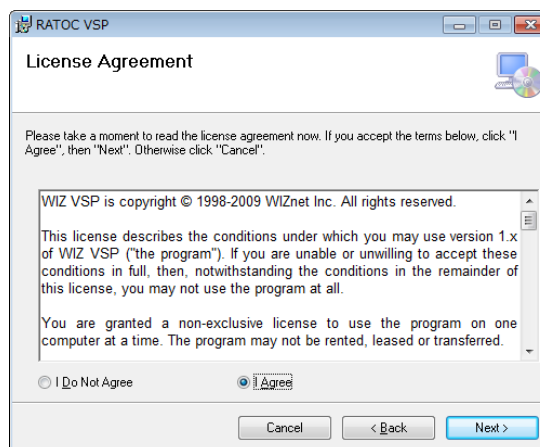 RATOC VSP
License Agreement
Please take a moment to read the license agreement now. If you accept the terms below, click "I
Agree", then "Next". Otherwise click "Cancel".
WIZ VSP is copyright © 1998-2009 WIZnet Inc. All rights reserved.
This license describes the conditions under which you may use version 1.x
of WIZ VSP ("the program"). If you are unable or unwilling to accept these
conditions in full, then, notwithstanding the conditions in the remainder of
this license, you may not use the program at all.
You are granted a non-exclusive license to use the program on one
computer at a time. The program may not be rented, leased or transferred.
I Do Not Agree
I Agree
Cancel
< Back
Next >